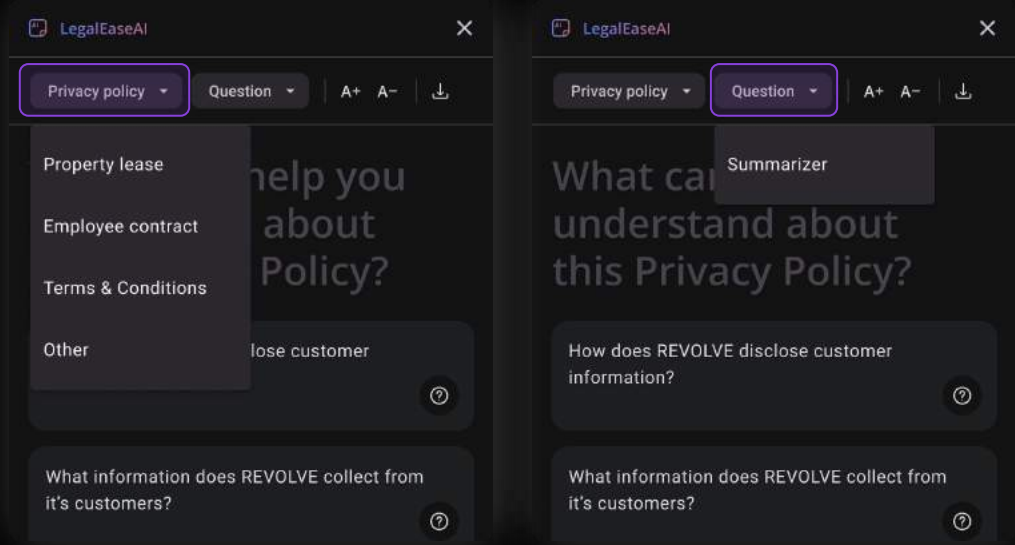 LegalEaseAI
Privacy policy
Question
A+ A-
Property lease
Employee contract
Terms & Conditions
Other
help you
about
Policy?
lose customer
What information does REVOLVE collect from
it's customers?
LegalEaseAI
Privacy policy
Question
A+ A-
Summarizer
What ca
understand about
this Privacy Policy?
How does REVOLVE disclose customer
information?
What information does REVOLVE collect from
it's customers?